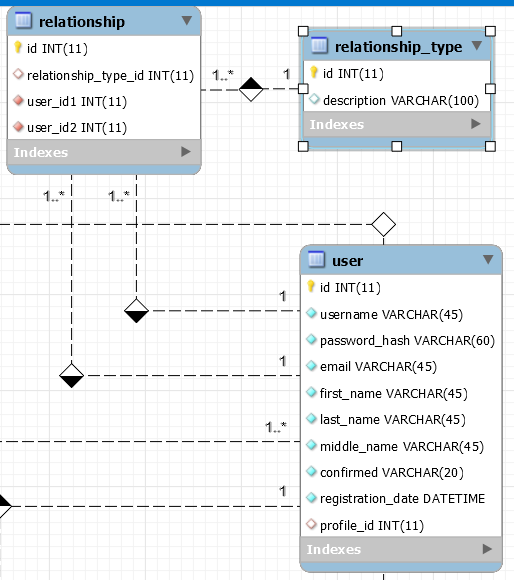 relationship
id INT(11)
relationship_type_id INT(11)
user_id1 INT(11)
user_id2 INT(11)
Indexes
1..*
1
relationship_type
id INT(11)
description VARCHAR(100)
Indexes
1..*
1..*
user
id INT(11)
username VARCHAR(45)
password_hash VARCHAR(60)
email VARCHAR(45)
first_name VARCHAR(45)
last_name VARCHAR(45)
middle_name VARCHAR(45)
confirmed VARCHAR(20)
registration_date DATETIME
profile_id INT(11)
Indexes
1
1
1..*
1